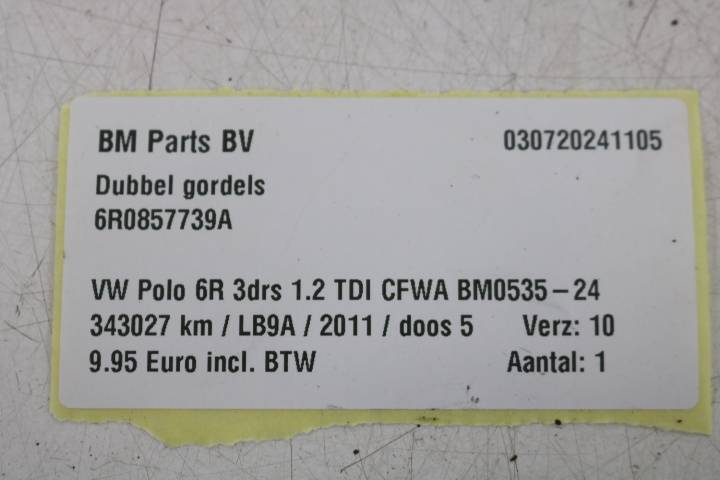 BM Parts BV 030720241105
Dubbel gordels
6R0857739A
VW Polo 6R 3drs 1.2 TDI CFWA BM0535-24
343027 km / LB9A / 2011 / doos 5 Verz: 10
9.95 Euro incl. BTW Aantal: 1